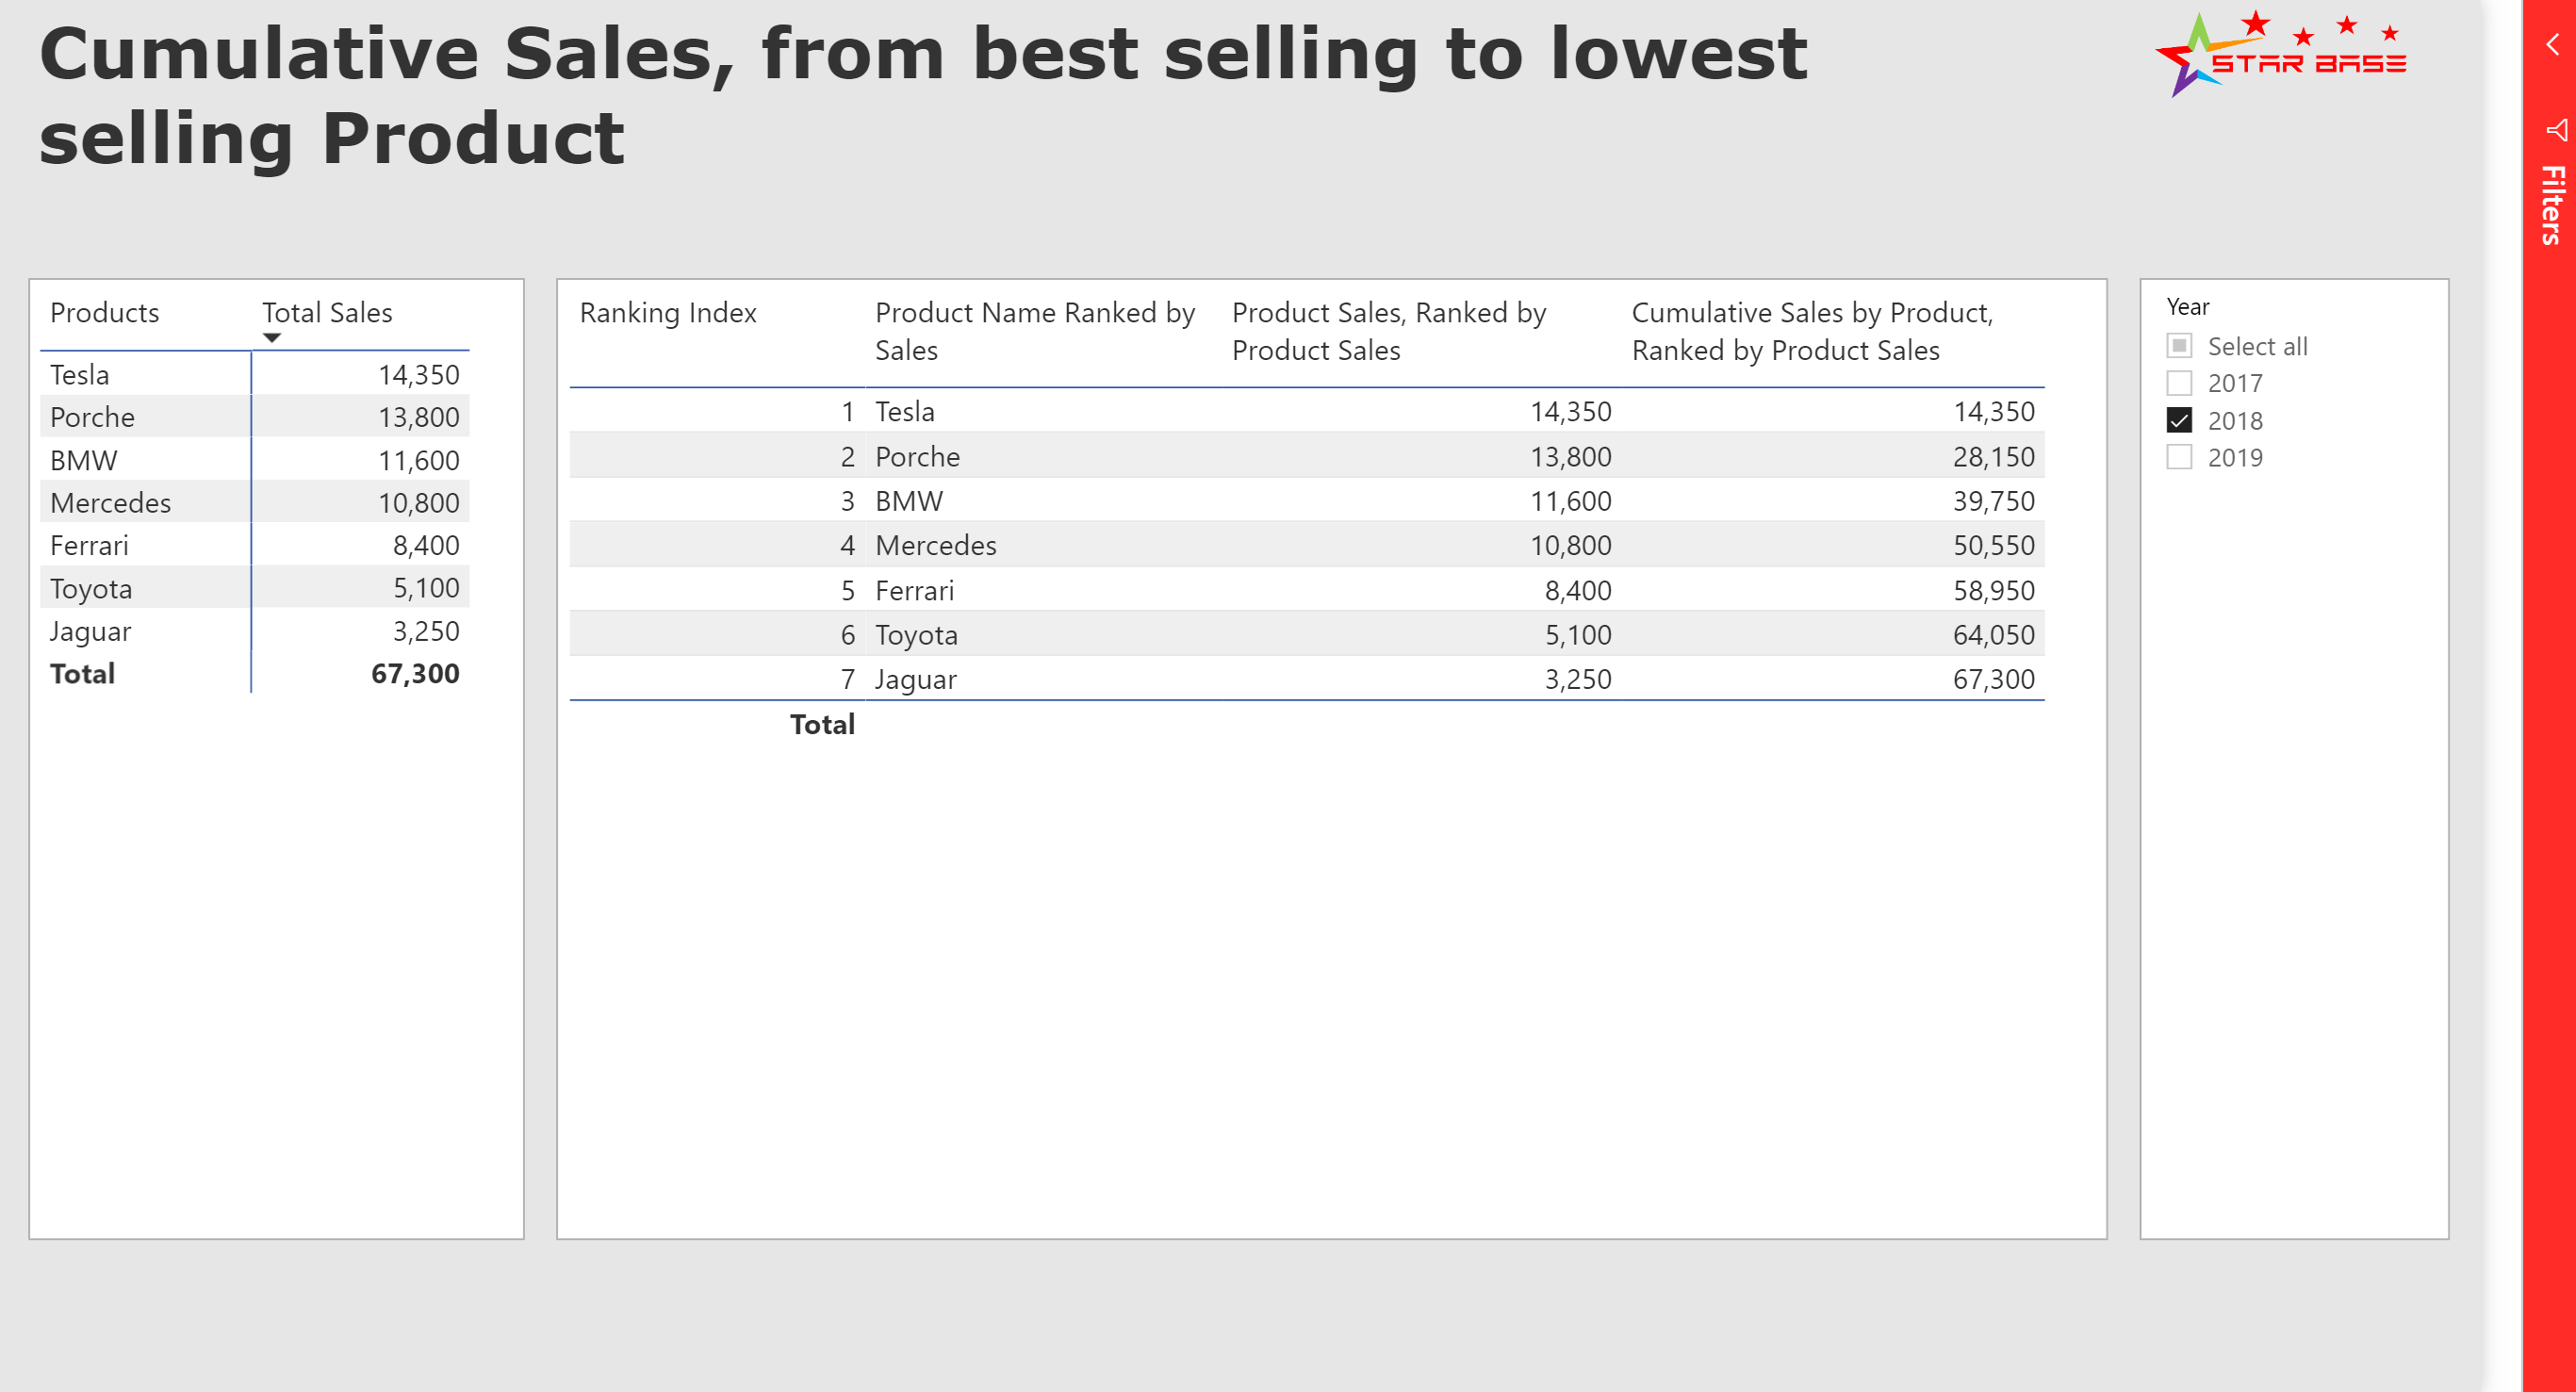 Cumulative Sales, from best selling to lowest
selling Product
STAR BASE
Filters
Products Total Sales
Tesla 14,350
Porche 13,800
BMW 11,600
Mercedes 10,800
Ferrari 8,400
Toyota 5,100
Jaguar 3,250
Total 67,300
Ranking Index Product Name Ranked by Sales Product Sales, Ranked by Product Sales Cumulative Sales by Product, Ranked by Product Sales
1 Tesla 14,350 14,350
2 Porche 13,800 28,150
3 BMW 11,600 39,750
4 Mercedes 10,800 50,550
5 Ferrari 8,400 58,950
6 Toyota 5,100 64,050
7 Jaguar 3,250 67,300
Total
Year
Select all
2017
2018
2019